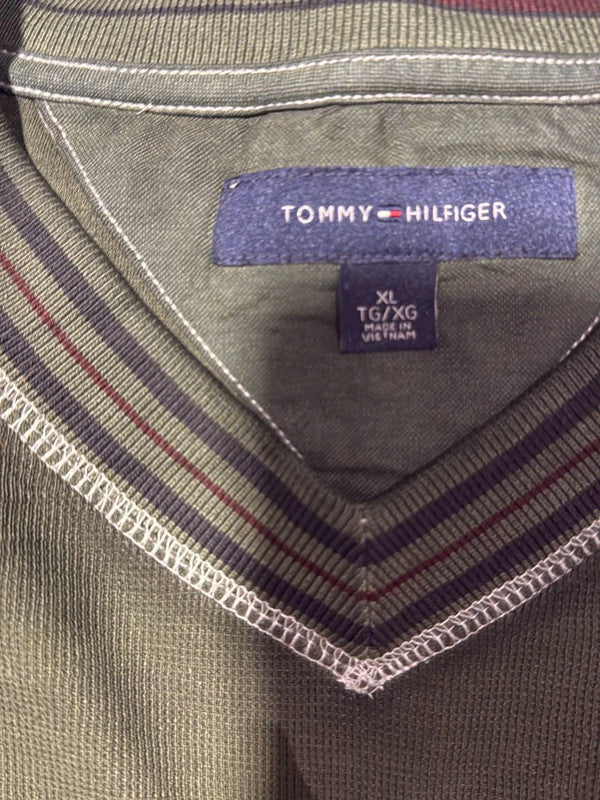 TOMMY HILFIGER
XL
TG/XG
MADE IN
VIETNAM